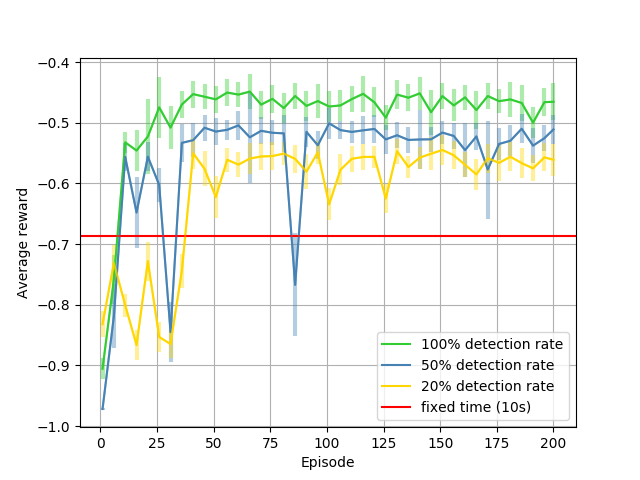 −0.4
−0.5
−0.6
−0.7
−0.8
−0.9
−1.0
Average reward
0
25
50
75
100
125
150
175
200
Episode
100% detection rate
50% detection rate
20% detection rate
fixed time (10s)